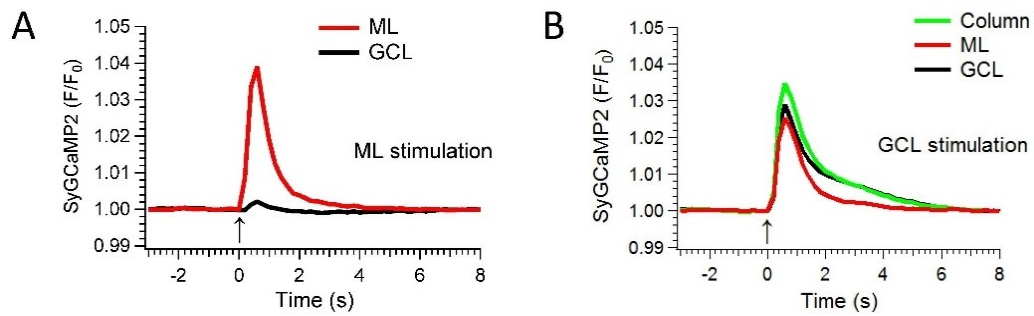 A
SyGCaMP2 (F/F0)
1.05
1.04
1.03
1.02
1.01
1.00
0.99
ML
GCL
ML stimulation
-2 0 2 4 6 8
Time (s)
B
SyGCaMP2 (F/F0)
1.05
1.04
1.03
1.02
1.01
1.00
0.99
Column
ML
GCL
GCL stimulation
-2 0 2 4 6 8
Time (s)